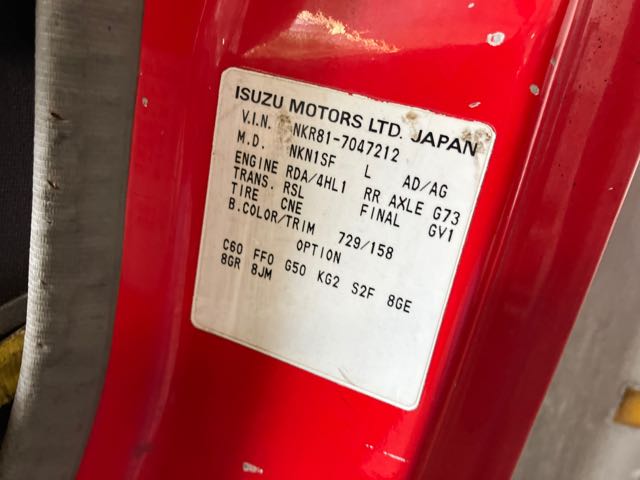 ISUZU MOTORS LTD. JAPAN
V.I.N. NKR81-7047212
M.D. NKN1SF L AD/AG
ENGINE RDA/4HL1 RR AXLE G73
TRANS. RSL FINAL GV1
TIRE CNE
B.COLOR/TRIM 729/158
OPTION
C60 FF0 G50 KG2 S2F 8GE
8GR 8JM